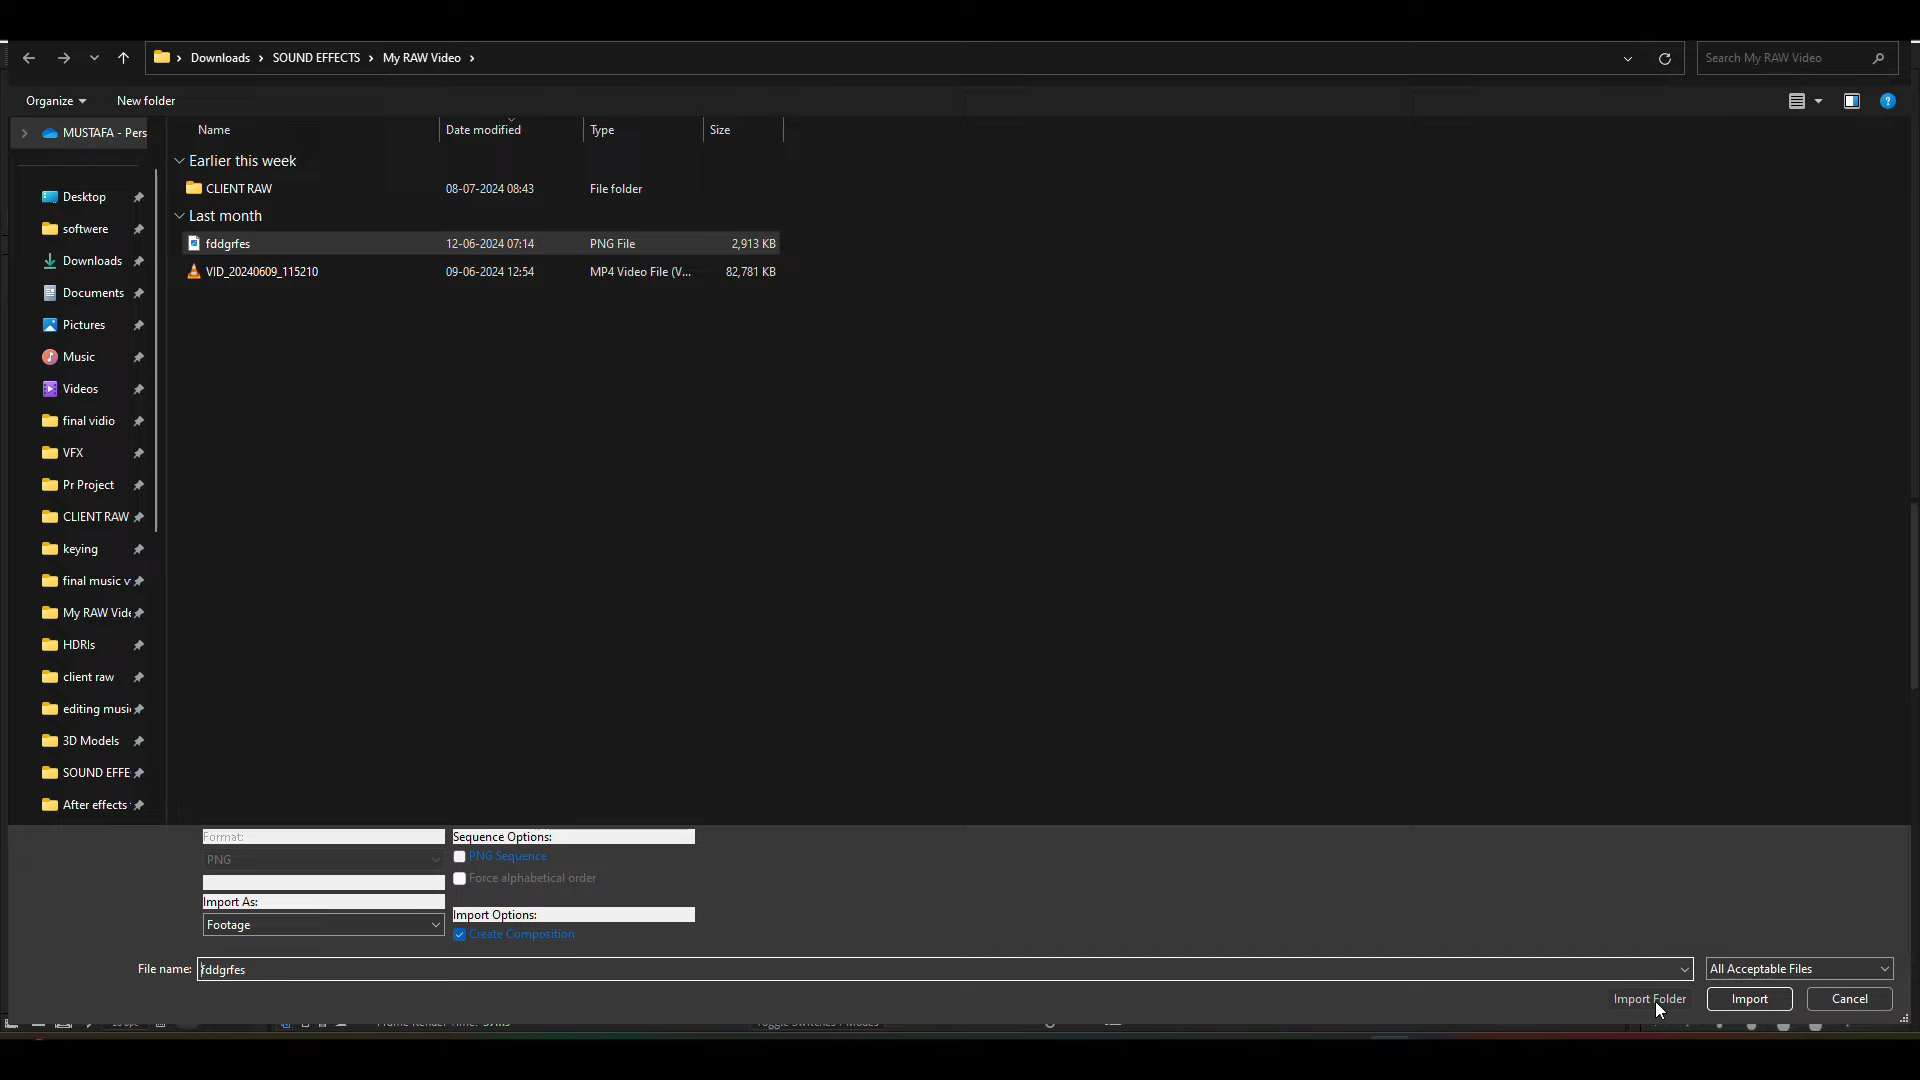 Downloads › SOUND EFFECTS › My RAW Video ›
Search My RAW Video
Organize
New folder
MUSTAFA - Pers
Name
Date modified
Type
Size
Earlier this week
CLIENT RAW 08-07-2024 08:43 File folder
Last month
fddgrfes 12-06-2024 07:14 PNG File 2,913 KB
VID_20240609_115210 09-06-2024 12:54 MP4 Video File (V... 82,781 KB
Desktop
softwere
Downloads
Documents
Pictures
Music
Videos
final vidio
VFX
Pr Project
CLIENT RAW
keying
final music v
My RAW Vide
HDRIs
client raw
editing musi
3D Models
SOUND EFFE
After effects
Format:
PNG
Import As:
Footage
Sequence Options:
PNG Sequence
Force alphabetical order
Import Options:
Create Composition
File name: fddgrfes
All Acceptable Files
Import Folder
Import
Cancel
Frame Render Time:
Toggle Switches / Modes